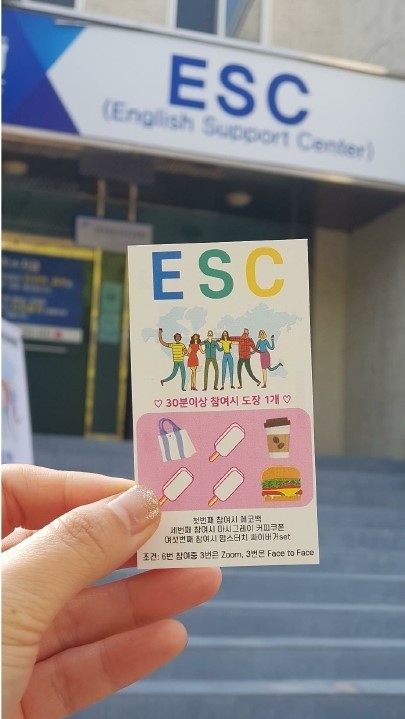 ESC
(English Support Center)
ESC
♡ 30분이상 참여시 도장 1개 ♡
첫번째 참여시 에코백
세번째 참여시 마시그래이 커피쿠폰
여섯번째 참여시 맘스터치 싸이버거set
조건: 6번 참여중 3번은 Zoom, 3번은 Face to Face